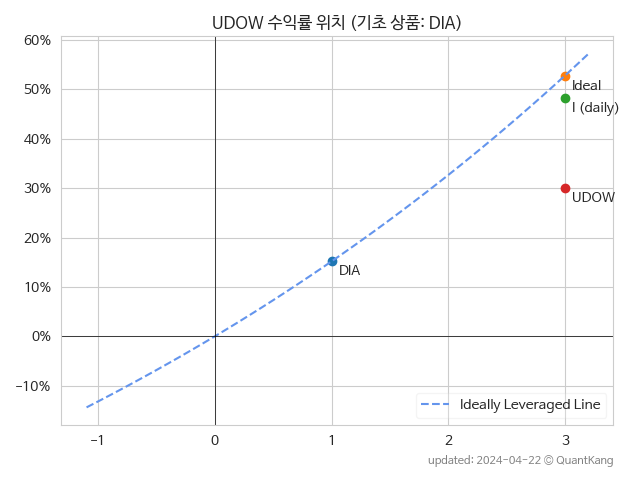 UDOW 수익률 위치 (기초 상품: DIA)
60%
50%
40%
30%
20%
10%
0%
−10%
Ideal
I (daily)
UDOW
DIA
Ideally Leveraged Line
−1
0
1
2
3
updated: 2024-04-22 © QuantKang